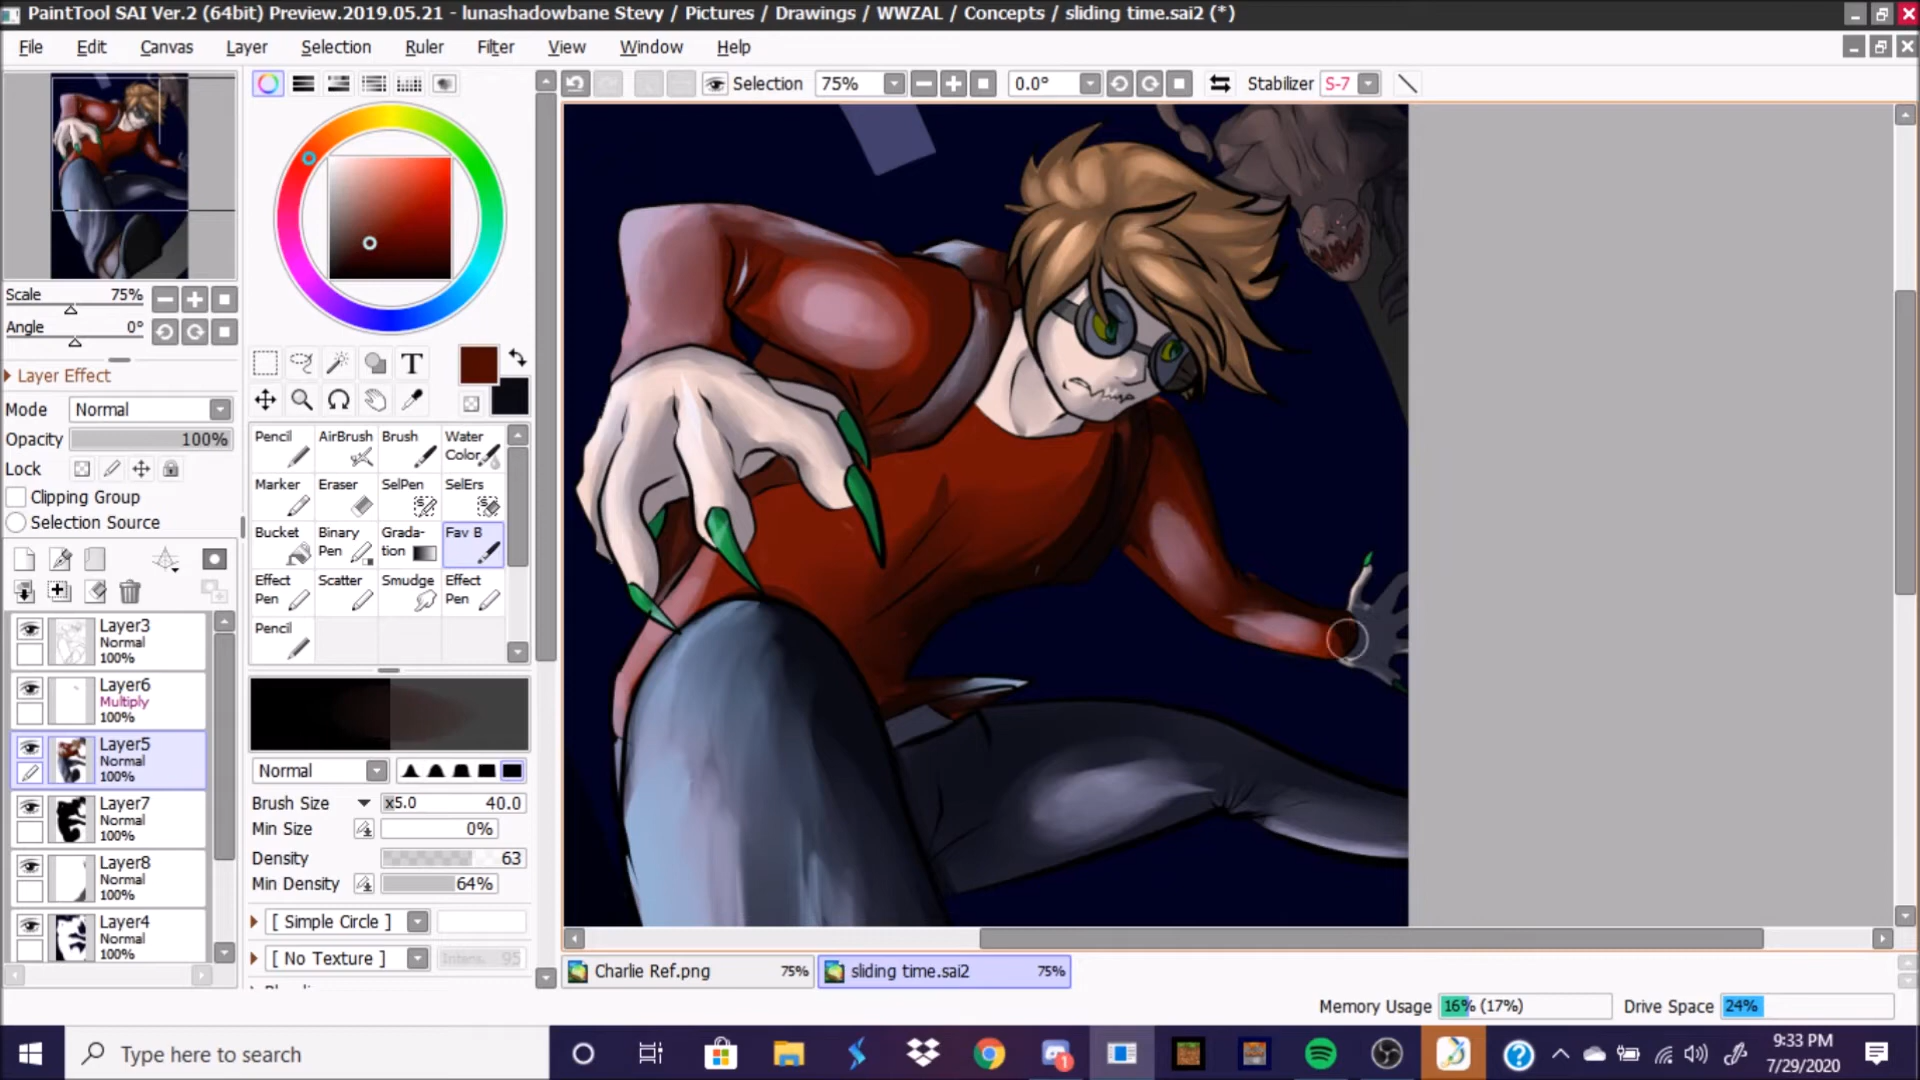 PaintTool SAI Ver.2 (64bit) Preview.2019.05.21 - lunashadowbane Stevy / Pictures / Drawings / WWZAL / Concepts / sliding time.sai2 (*)
File Edit Canvas Layer Selection Ruler Filter View Window Help
Selection 75% 0.0° Stabilizer S-7
Scale 75%
Angle 0°
Layer Effect
Mode Normal
Opacity 100%
Lock
Clipping Group
Selection Source
Layer3
Normal
100%
Layer6
Multiply
100%
Layer5
Normal
100%
Layer7
Normal
100%
Layer8
Normal
100%
Layer4
Normal
100%
T
Pencil AirBrush Brush Water Color
Marker Eraser SelPen SelErs
Bucket Binary Pen Grada-tion Fav B
Effect Pen Scatter Smudge Effect Pen
Pencil
Normal
Brush Size x5.0 40.0
Min Size 0%
Density 63
Min Density 64%
[ Simple Circle ]
[ No Texture ] Intens. 95
Charlie Ref.png 75% sliding time.sai2 75%
Memory Usage 16% (17%) Drive Space 24%
Type here to search
1
9:33 PM
7/29/2020